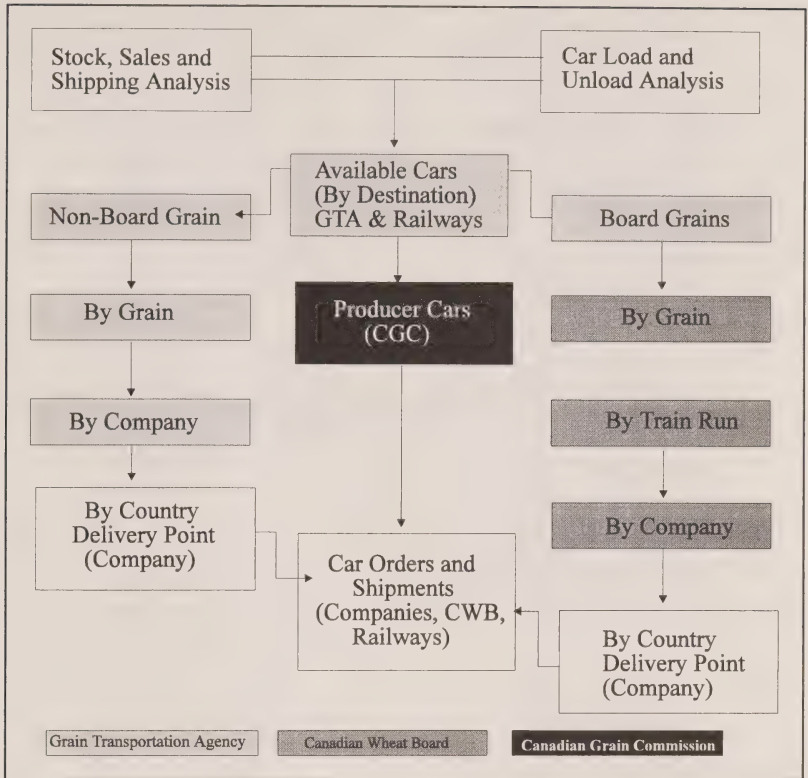 Stock, Sales and
Shipping Analysis
Car Load and
Unload Analysis
Available Cars
(By Destination)
GTA & Railways
Non-Board Grain
Board Grains
Producer Cars
(CGC)
By Grain
By Grain
By Company
By Train Run
By Country
Delivery Point
(Company)
By Company
Car Orders and
Shipments
(Companies, CWB,
Railways)
By Country
Delivery Point
(Company)
Grain Transportation Agency
Canadian Wheat Board
Canadian Grain Commission